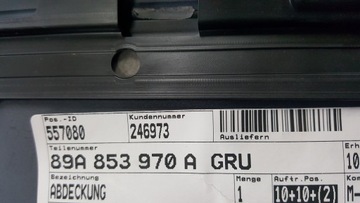 Pos.-ID Kundennummer
557080 246973 Ausliefern
Teilenummer Erh
89A 853 970 A GRU 10
Bezeichnung Menge Auftr.Pos. Kom
ABDECKUNG 1 10+10+(2) M-